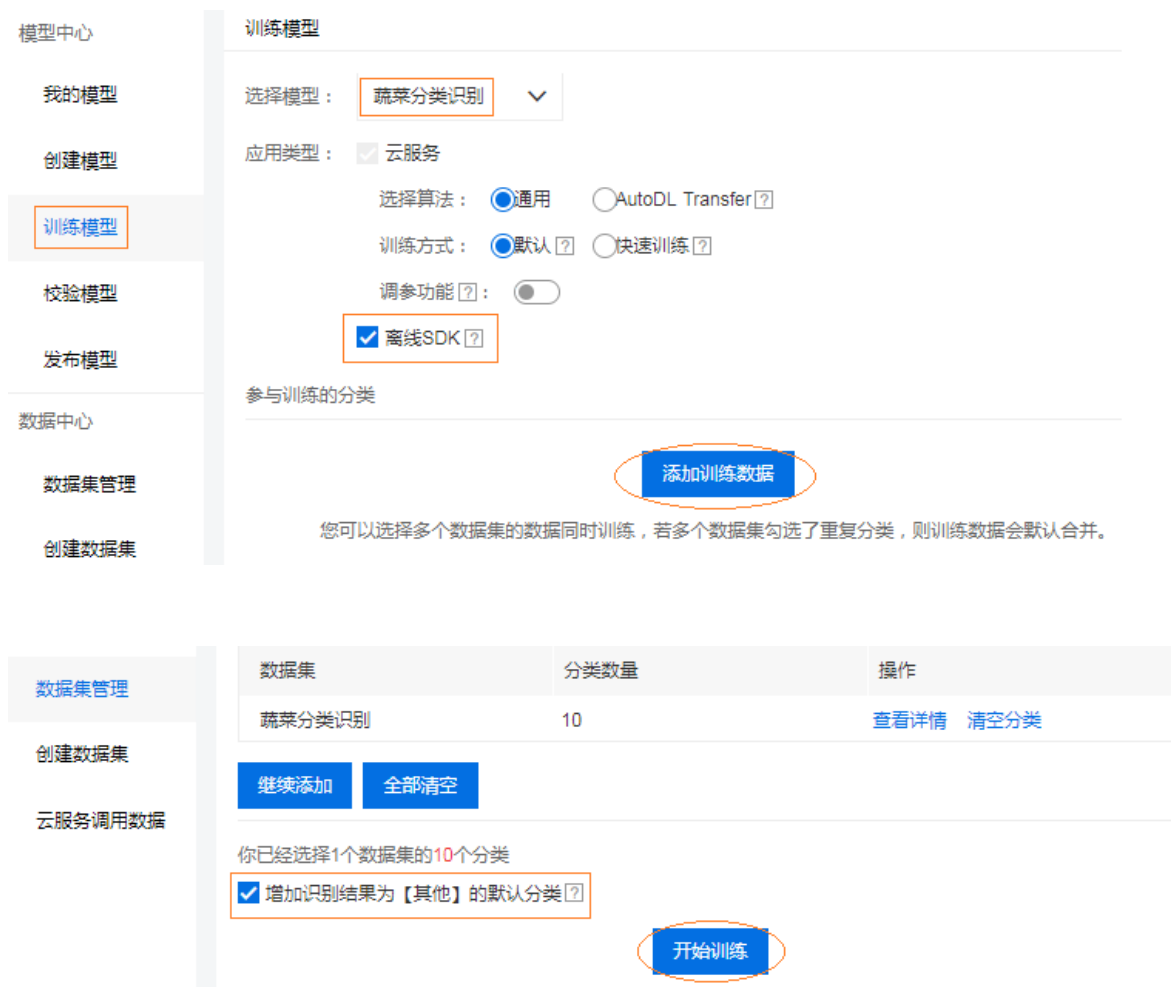 模型中心
训练模型
我的模型
选择模型： 蔬菜分类识别
创建模型
应用类型： 云服务
选择算法： 通用 AutoDL Transfer ?
训练模型
训练方式： 默认 ? 快速训练 ?
校验模型
调参功能 ? ：
离线SDK ?
发布模型
参与训练的分类
数据中心
添加训练数据
数据集管理
您可以选择多个数据集的数据同时训练，若多个数据集勾选了重复分类，则训练数据会默认合并。
创建数据集
数据集 分类数量 操作
数据集管理
蔬菜分类识别 10 查看详情 清空分类
创建数据集
继续添加 全部清空
云服务调用数据
你已经选择1个数据集的10个分类
增加识别结果为【其他】的默认分类 ?
开始训练